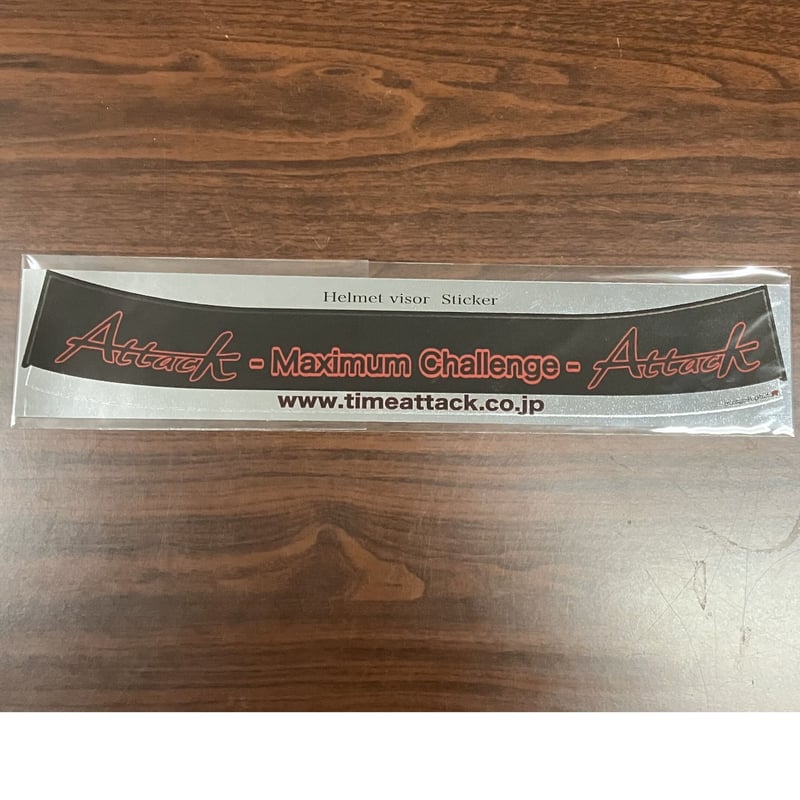 Helmet visor Sticker
Attack - Maximum Challenge - Attack
www.timeattack.co.jp